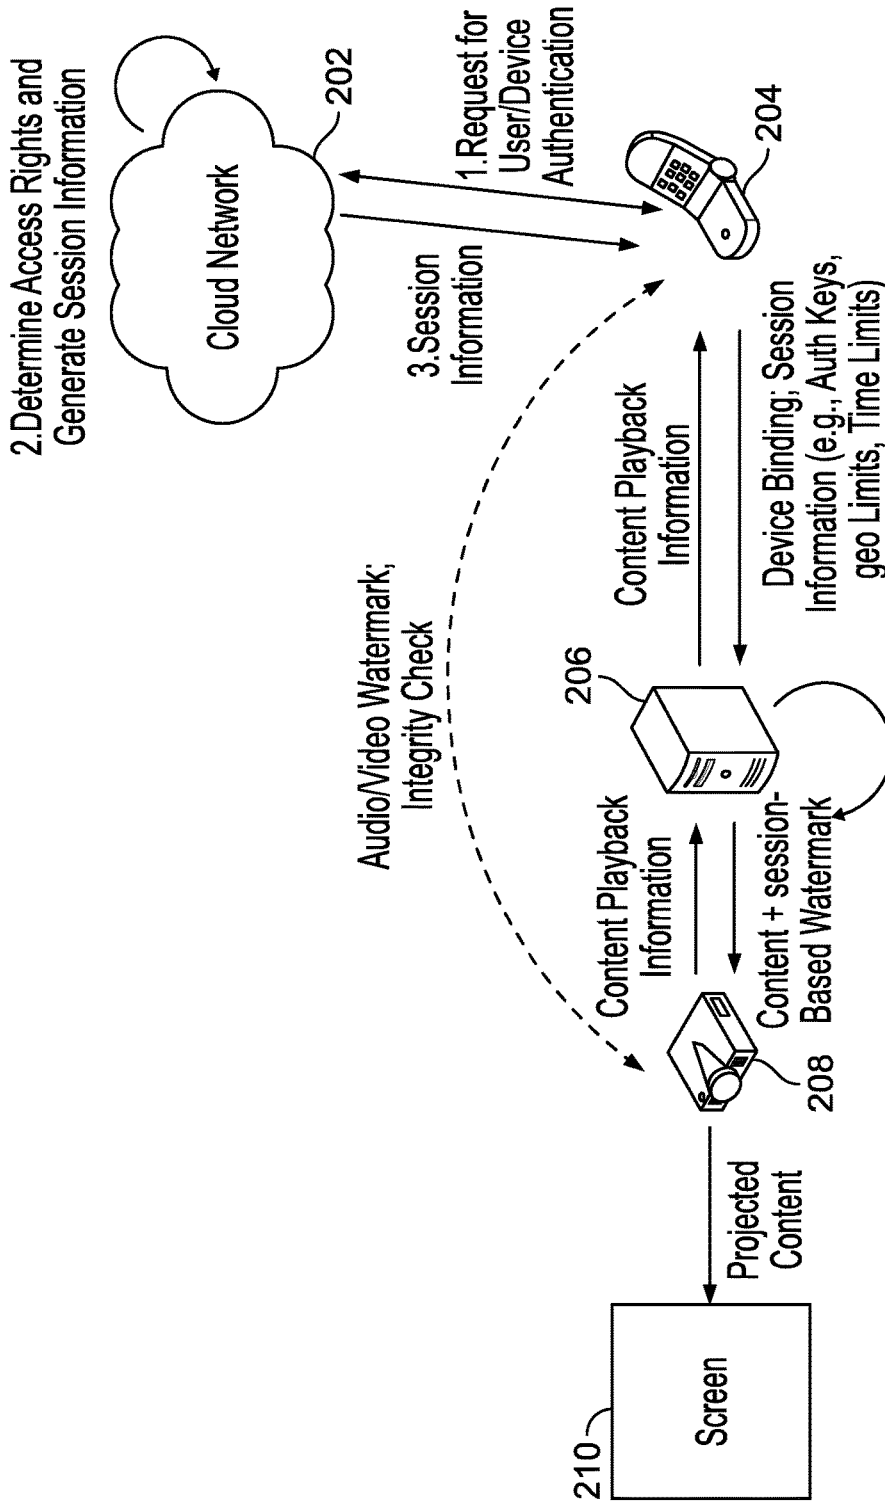 2.Determine Access Rights and
Generate Session Information
Cloud Network
202
1.Request for
User/Device
Authentication
3.Session
Information
204
Audio/Video Watermark;
Integrity Check
Content Playback
Information
Device Binding; Session
Information (e.g., Auth Keys,
geo Limits, Time Limits)
206
Content Playback
Information
Content + session-
Based Watermark
208
Projected
Content
210
Screen